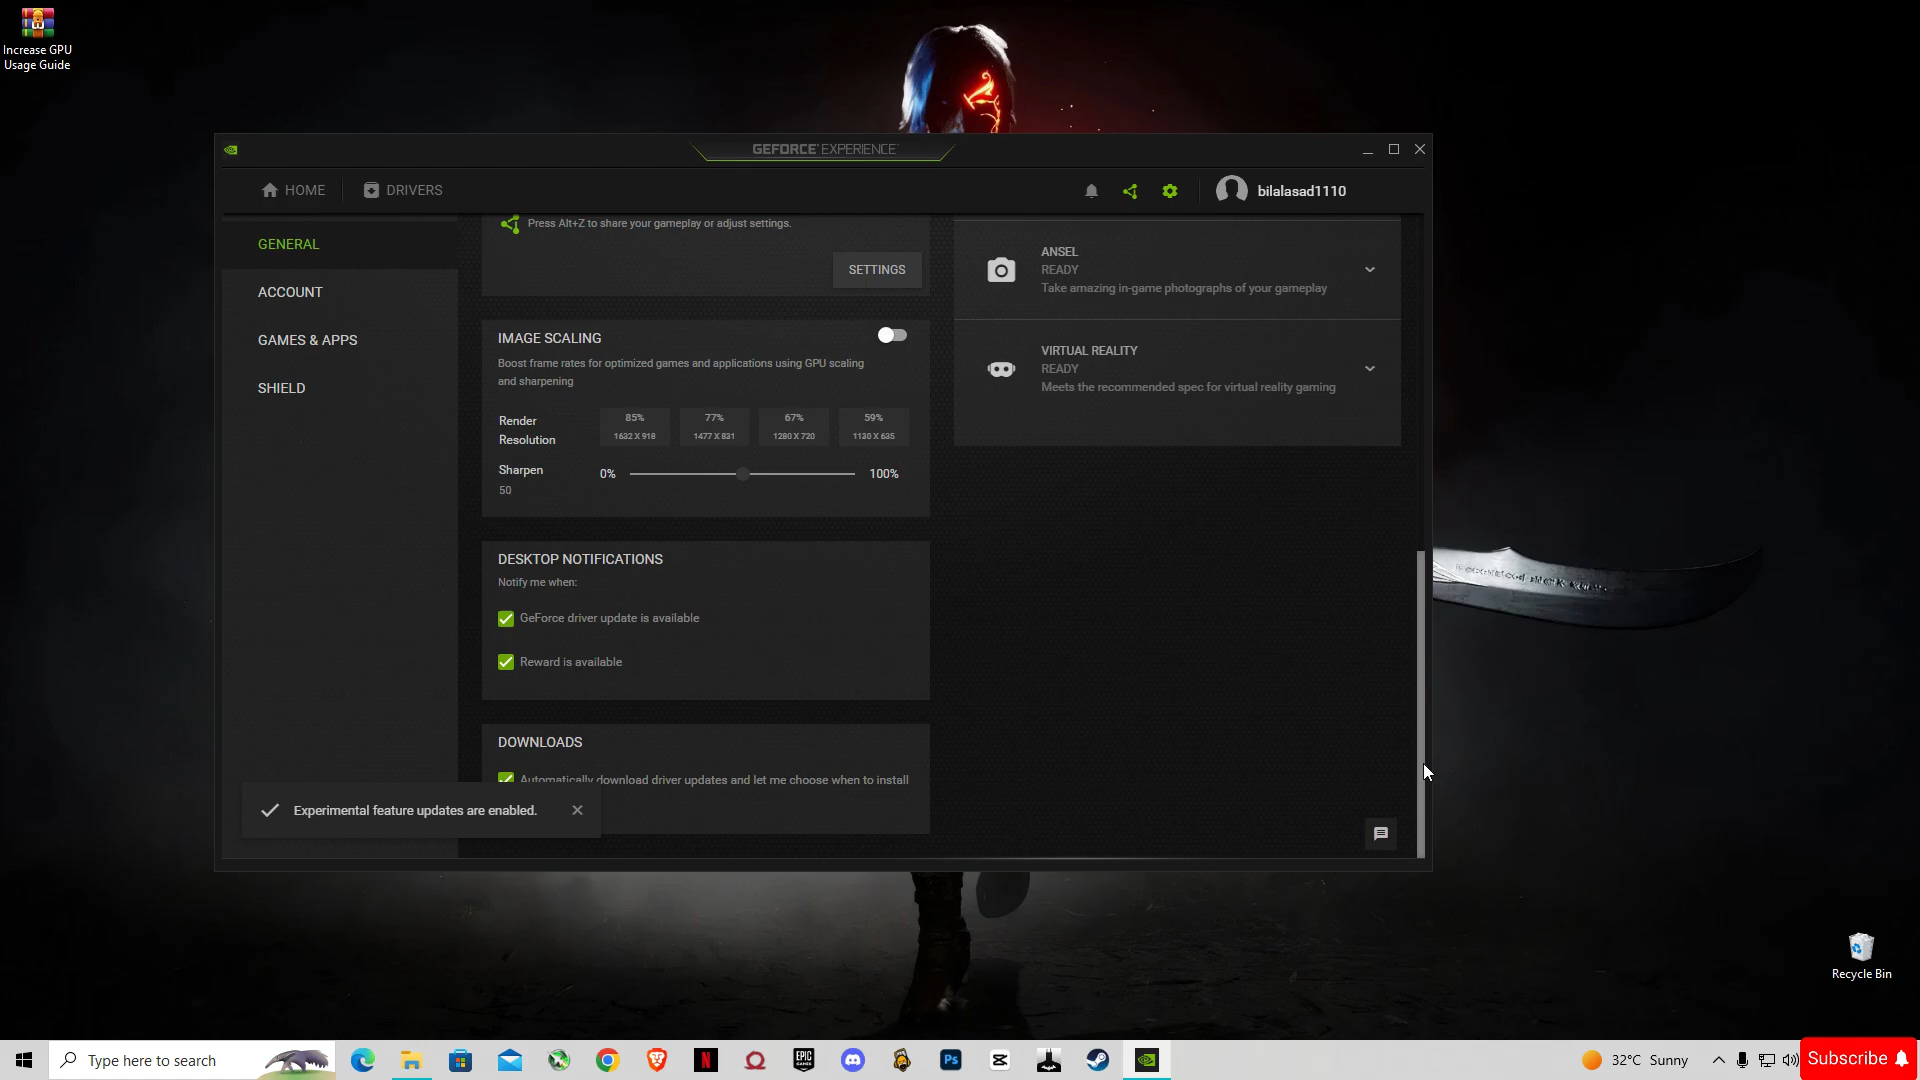 Increase GPU
Usage Guide
GEFORCE EXPERIENCE
HOME
DRIVERS
bilalasad1110
GENERAL
ACCOUNT
GAMES & APPS
SHIELD
Press Alt+Z to share your gameplay or adjust settings.
SETTINGS
IMAGE SCALING
Boost frame rates for optimized games and applications using GPU scaling
and sharpening
Render
Resolution
85%
1632 X 918
77%
1477 X 831
67%
1280 X 720
59%
1130 X 635
Sharpen
50
0%
100%
DESKTOP NOTIFICATIONS
Notify me when:
GeForce driver update is available
Reward is available
DOWNLOADS
Automatically download driver updates and let me choose when to install
Experimental feature updates are enabled.
ANSEL
READY
Take amazing in-game photographs of your gameplay
VIRTUAL REALITY
READY
Meets the recommended spec for virtual reality gaming
Recycle Bin
Type here to search
N
EPIC
GAMES
Ps
32°C Sunny
Subscribe